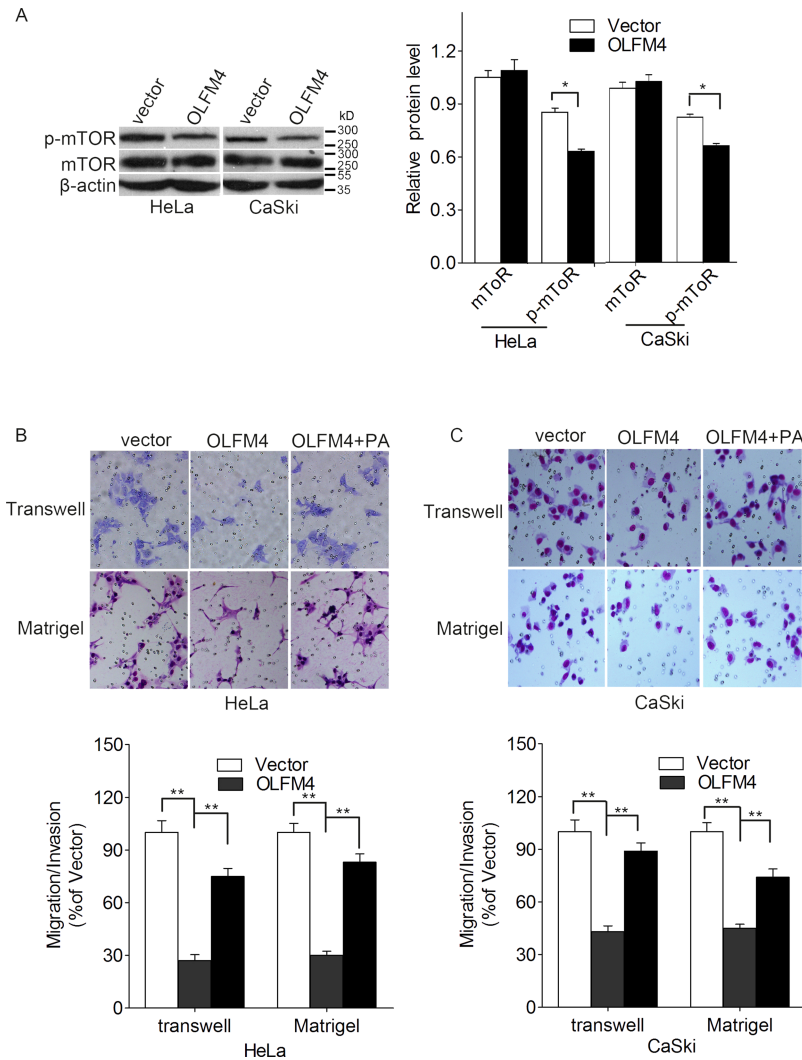 A
vector
OLFM4
vector
OLFM4
kD
p-mTOR
300
250
mTOR
300
250
β-actin
55
35
HeLa
CaSki
Vector
OLFM4
Relative protein level
1.2
0.9
0.6
0.3
0.0
*
*
mToR
p-mToR
mToR
p-mToR
HeLa
CaSki
B
vector
OLFM4
OLFM4+PA
Transwell
Matrigel
HeLa
C
vector
OLFM4
OLFM4+PA
Transwell
Matrigel
CaSki
Migration/Invasion
(%of Vector)
150
120
90
60
30
0
Vector
OLFM4
**
**
**
**
transwell
Matrigel
HeLa
Migration/Invasion
(%of Vector)
150
120
90
60
30
0
Vector
OLFM4
**
**
**
**
transwell
Matrigel
CaSki